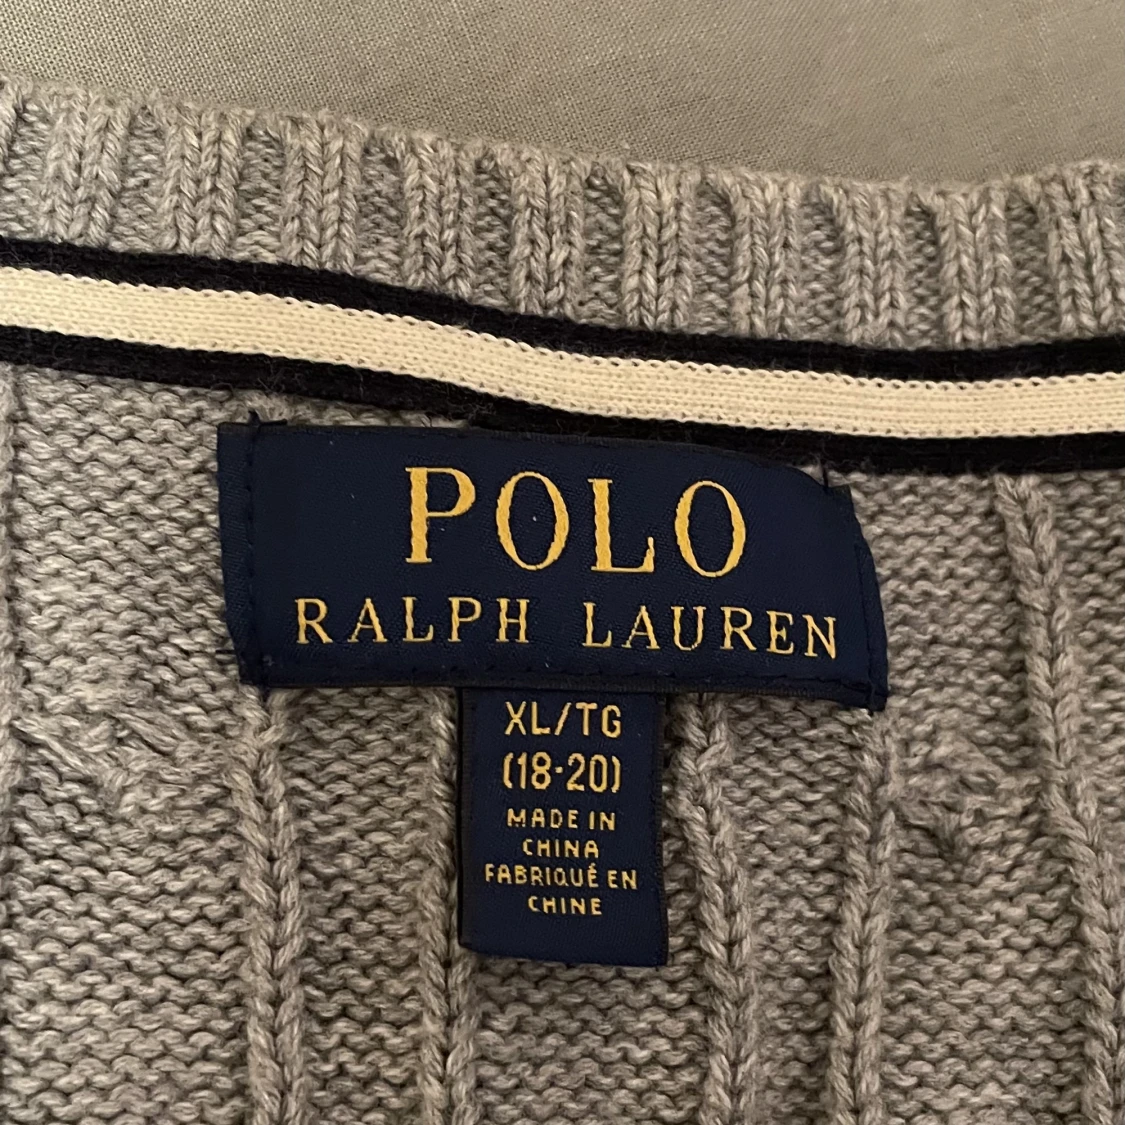 POLO
RALPH LAUREN
XL/TG
(18-20)
MADE IN
CHINA
FABRIQUÉ EN
CHINE